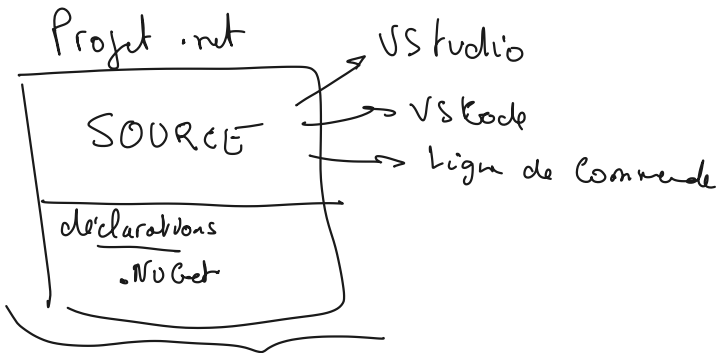 Projet .net
VStudio
SOURCE
VSCode
Ligne de Commande
déclarations
.NuGet